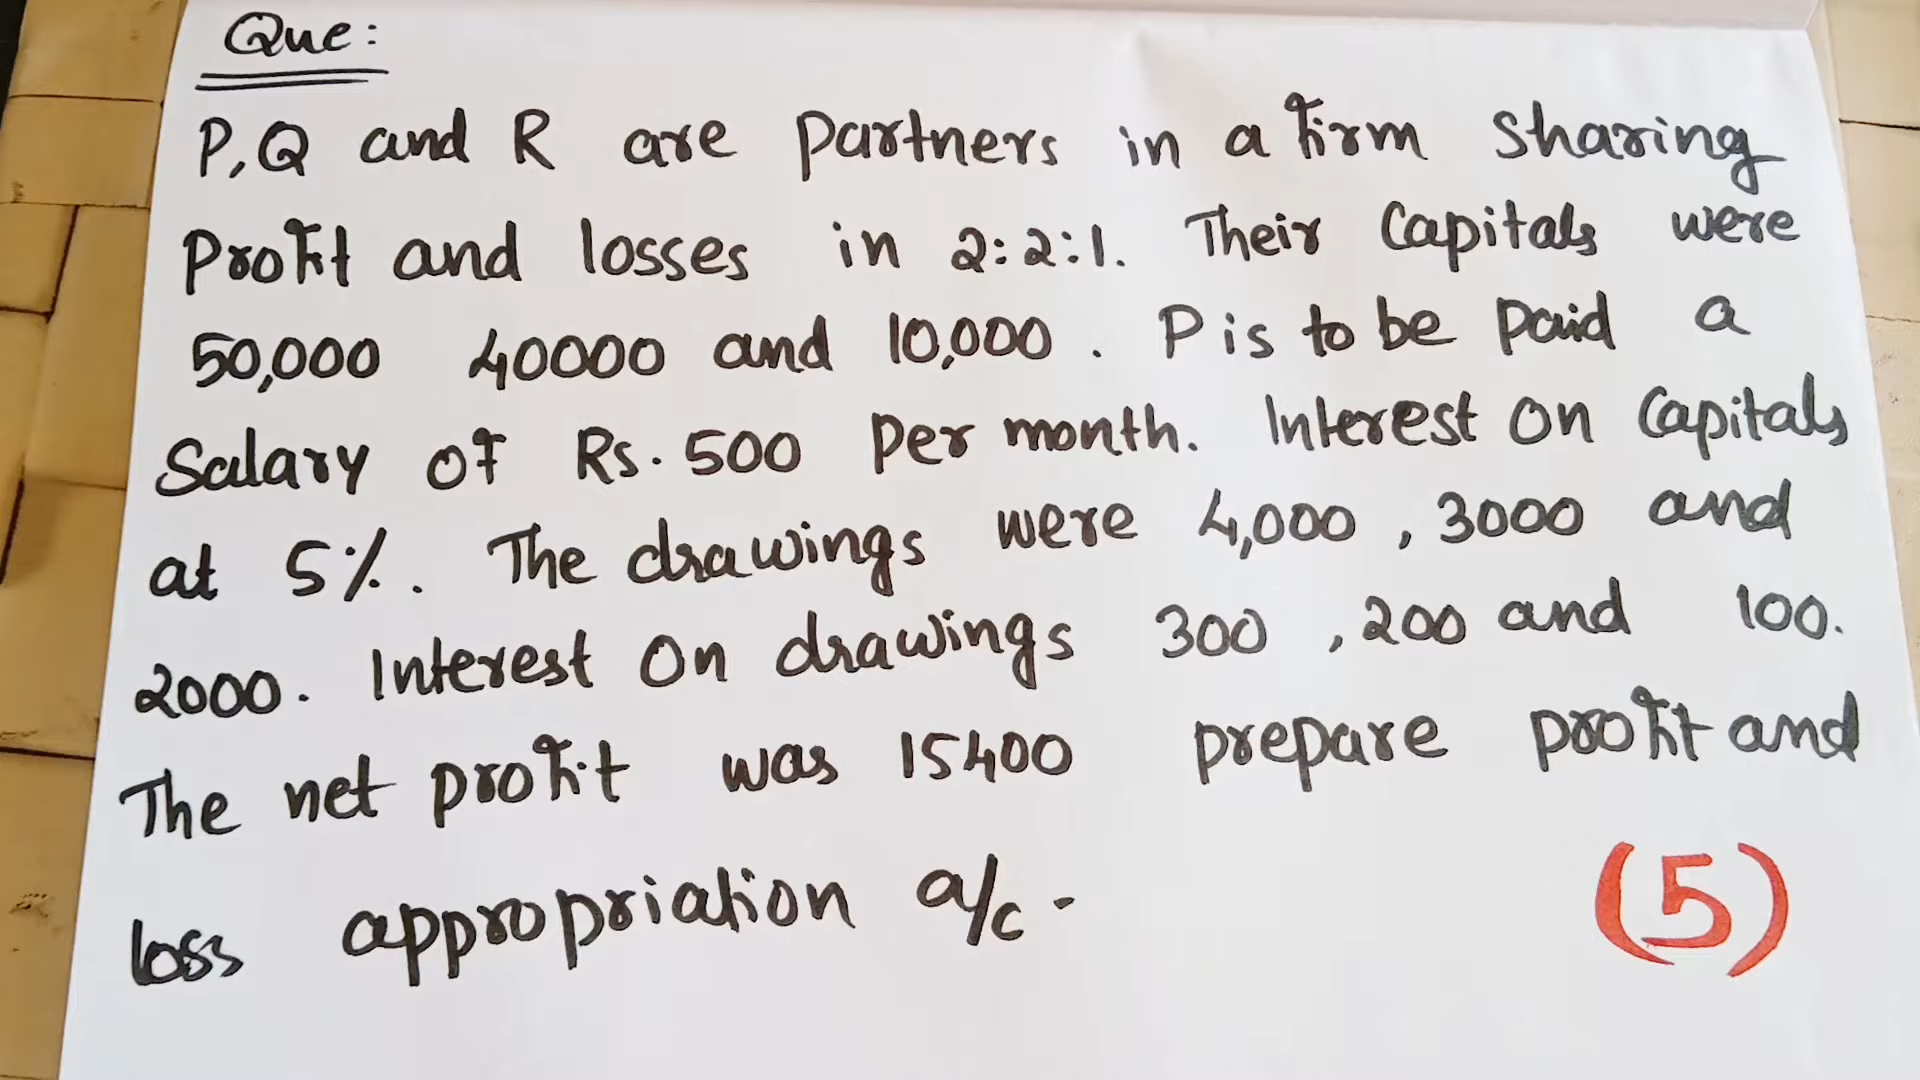 Que:
P,Q and R are partners in a firm sharing
Profit and losses in 2:2:1. Their Capitals were
50,000 40000 and 10,000. P is to be paid a
Salary of Rs. 500 Per month. Interest on Capitals
at 5%. The drawings were 4,000, 3000 and
2000. Interest on drawings 300, 200 and 100.
The net profit was 15400 prepare profit and
loss appropriation a/c.
(5)